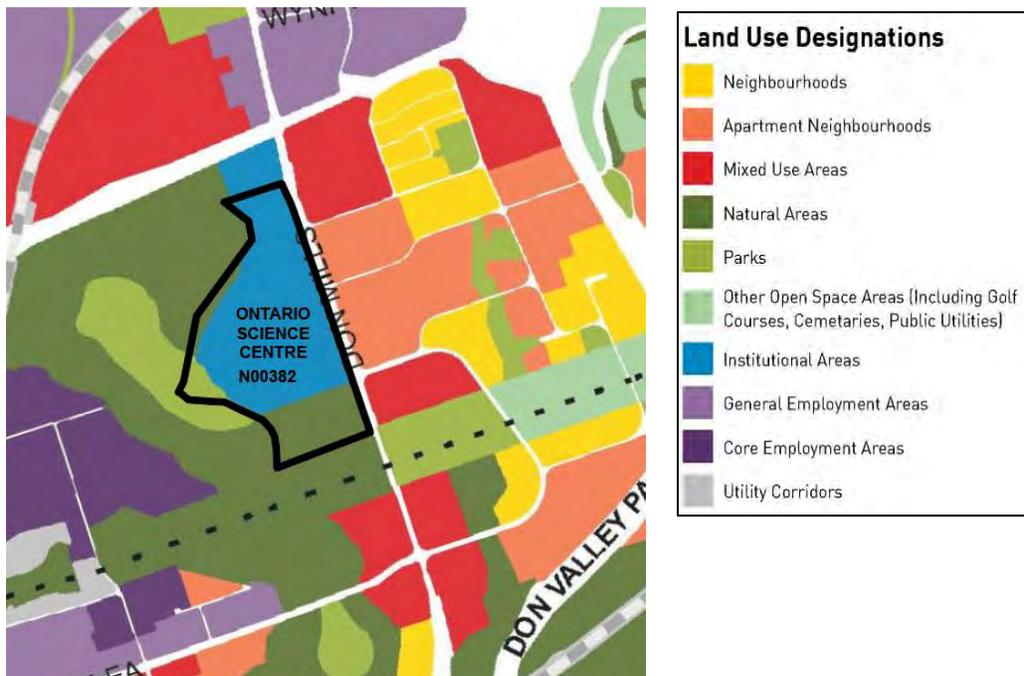 WYNF
ONTARIO
SCIENCE
CENTRE
N00382
DON MILLS
DON VALLEY PA
EA
Land Use Designations
Neighbourhoods
Apartment Neighbourhoods
Mixed Use Areas
Natural Areas
Parks
Other Open Space Areas (Including Golf
Courses, Cemetaries, Public Utilities)
Institutional Areas
General Employment Areas
Core Employment Areas
Utility Corridors